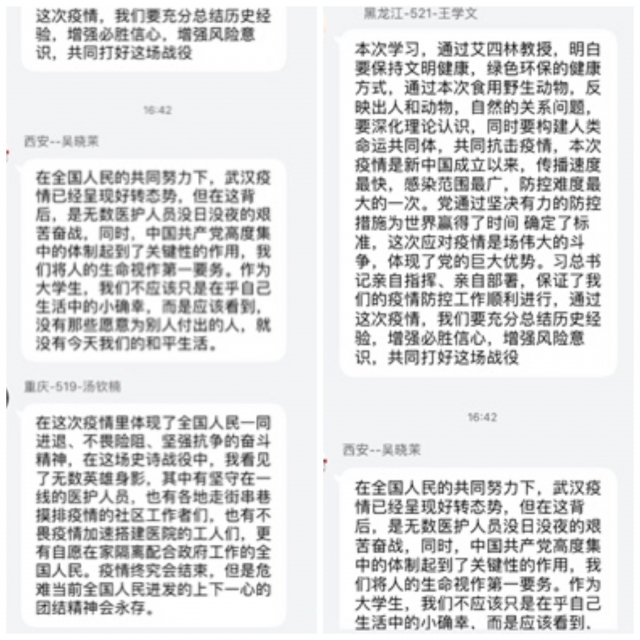 这次疫情，我们要充分总结历史经
验，增强必胜信心，增强风险意
识，共同打好这场战役
16:42
西安--吴晓茉
在全国人民的共同努力下，武汉疫
情已经呈现好转态势，但在这背
后，是无数医护人员没日没夜的艰
苦奋战，同时，中国共产党高度集
中的体制起到了关键性的作用，我
们将人的生命视作第一要务。作为
大学生，我们不应该只是在乎自己
生活中的小确幸，而是应该看到，
没有那些愿意为别人付出的人，就
没有今天我们的和平生活。
重庆-519-汤钦楠
在这次疫情里体现了全国人民一同
进退、不畏险阻、坚强抗争的奋斗
精神，在这场史诗战役中，我看见
了无数英雄身影，其中有坚守在一
线的医护人员，也有各地走街串巷
摸排疫情的社区工作者们，也有不
畏疫情加速搭建医院的工人们，更
有自愿在家隔离配合政府工作的全
国人民。疫情终究会结束，但是危
难当前全国人民迸发的上下一心的
团结精神会永存。
黑龙江-521-王学文
本次学习，通过艾四林教授，明白
要保持文明健康，绿色环保的健康
方式，通过本次食用野生动物，反
映出人和动物，自然的关系问题，
要深化理论认识，同时要构建人类
命运共同体，共同抗击疫情，本次
疫情是新中国成立以来，传播速度
最快，感染范围最广，防控难度最
大的一次。党通过坚决有力的防控
措施为世界赢得了时间 确定了标
准，这次应对疫情是场伟大的斗
争，体现了党的巨大优势。习总书
记亲自指挥、亲自部署，保证了我
们的疫情防控工作顺利进行，通过
这次疫情，我们要充分总结历史经
验，增强必胜信心，增强风险意
识，共同打好这场战役
16:42
西安--吴晓茉
在全国人民的共同努力下，武汉疫
情已经呈现好转态势，但在这背
后，是无数医护人员没日没夜的艰
苦奋战，同时，中国共产党高度集
中的体制起到了关键性的作用，我
们将人的生命视作第一要务。作为
大学生，我们不应该只是在乎自己
生活中的小确幸，而是应该看到，